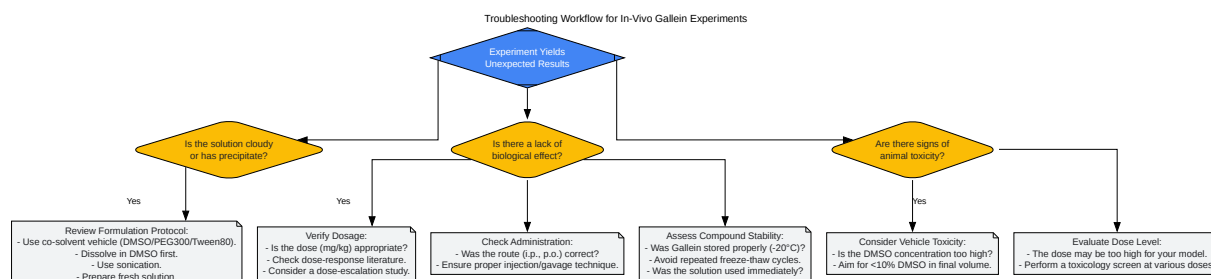 Troubleshooting Workflow for In-Vivo Gallein Experiments
Experiment Yields
Unexpected Results
Is the solution cloudy
or has precipitate?
Is there a lack of
biological effect?
Are there signs of
animal toxicity?
Yes
Yes
Yes
Review Formulation Protocol:
- Use co-solvent vehicle (DMSO/PEG300/Tween80).
- Dissolve in DMSO first.
- Use sonication.
- Prepare fresh solution.
Verify Dosage:
- Is the dose (mg/kg) appropriate?
- Check dose-response literature.
- Consider a dose-escalation study.
Check Administration:
- Was the route (i.p., p.o.) correct?
- Ensure proper injection/gavage technique.
Assess Compound Stability:
- Was Gallein stored properly (-20°C)?
- Avoid repeated freeze-thaw cycles.
- Was the solution used immediately?
Consider Vehicle Toxicity:
- Is the DMSO concentration too high?
- Aim for <10% DMSO in final volume.
Evaluate Dose Level:
- The dose may be too high for your model.
- Perform a toxicology screen at various doses.